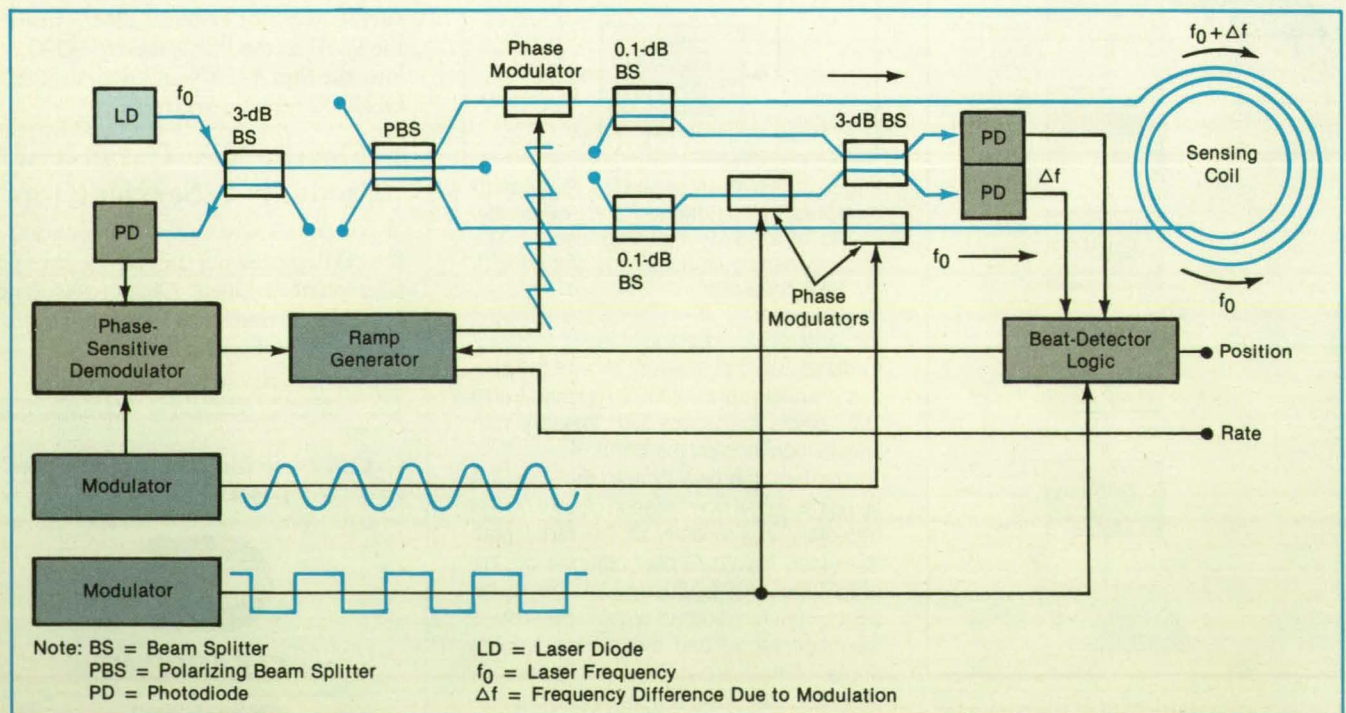 LD
f₀
3-dB
BS
PBS
Phase
Modulator
0.1-dB
BS
3-dB BS
PD
PD
Δf
f₀ + Δf
Sensing
Coil
f₀
PD
0.1-dB
BS
f₀
Phase
Modulators
Phase-
Sensitive
Demodulator
Ramp
Generator
Beat-Detector
Logic
Position
Rate
Modulator
Modulator
Note: BS = Beam Splitter
PBS = Polarizing Beam Splitter
PD = Photodiode
LD = Laser Diode
f₀ = Laser Frequency
Δf = Frequency Difference Due to Modulation